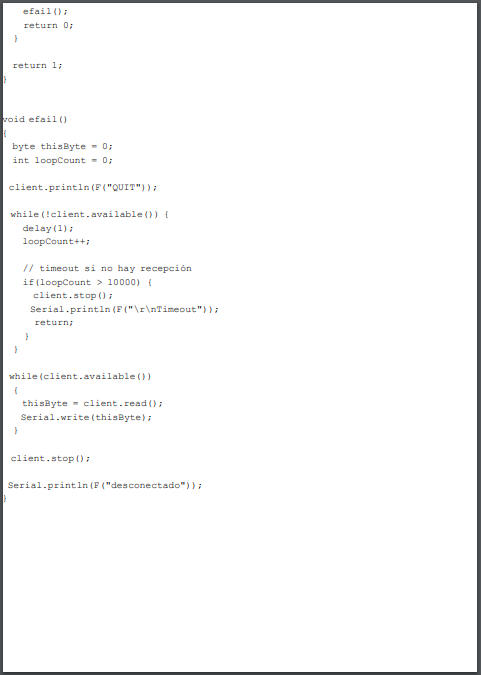 efail();
return 0;
}
return 1;
}
void efail()
{
byte thisByte = 0;
int loopCount = 0;
client.println(F("QUIT"));
while(!client.available()) {
delay(1);
loopCount++;
// timeout si no hay recepción
if(loopCount > 10000) {
client.stop();
Serial.println(F("\r\nTimeout"));
return;
}
}
while(client.available())
{
thisByte = client.read();
Serial.write(thisByte);
}
client.stop();
Serial.println(F("desconectado"));
}